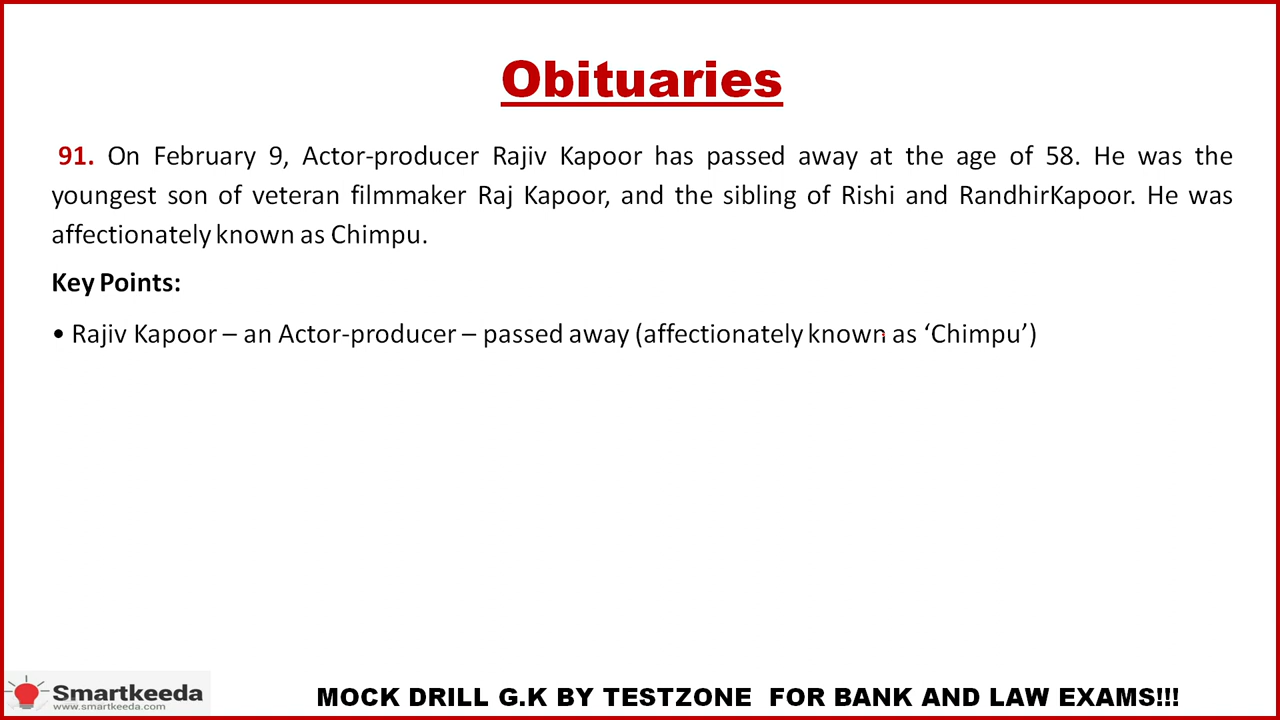 Obituaries
91. On February 9, Actor-producer Rajiv Kapoor has passed away at the age of 58. He was the
youngest son of veteran filmmaker Raj Kapoor, and the sibling of Rishi and RandhirKapoor. He was
affectionately known as Chimpu.
Key Points:
• Rajiv Kapoor – an Actor-producer – passed away (affectionately known as ‘Chimpu’)
Smartkeeda
www.smartkeeda.com
MOCK DRILL G.K BY TESTZONE FOR BANK AND LAW EXAMS!!!